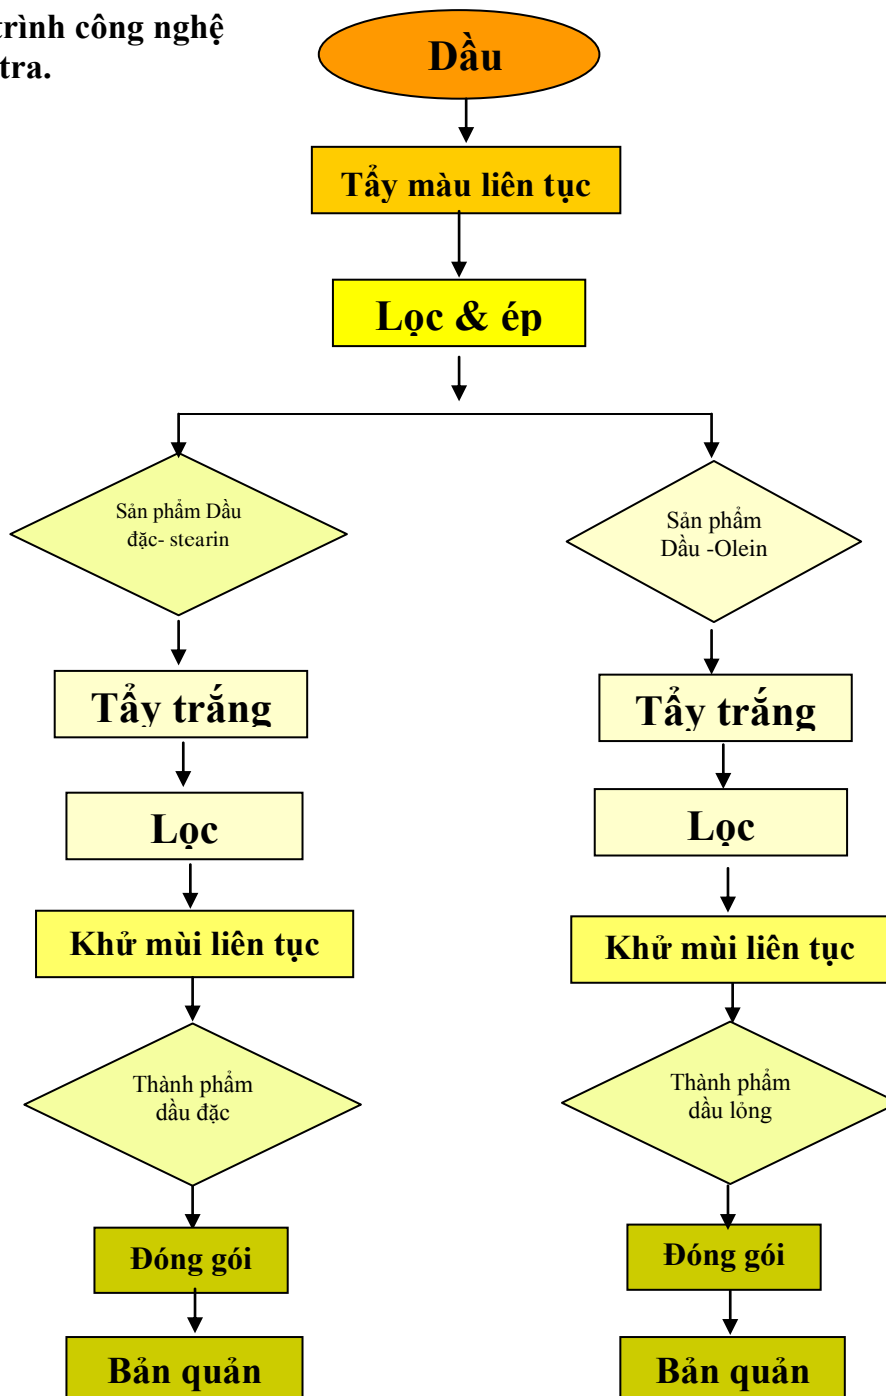 trình công nghệ
tra.
Dầu
Tẩy màu liên tục
Lọc & ép
Sản phẩm Dầu
đặc- stearin
Sản phẩm
Dầu -Olein
Tẩy trắng
Tẩy trắng
Lọc
Lọc
Khử mùi liên tục
Khử mùi liên tục
Thành phẩm
dầu đặc
Thành phẩm
dầu lỏng
Đóng gói
Đóng gói
Bản quản
Bản quản